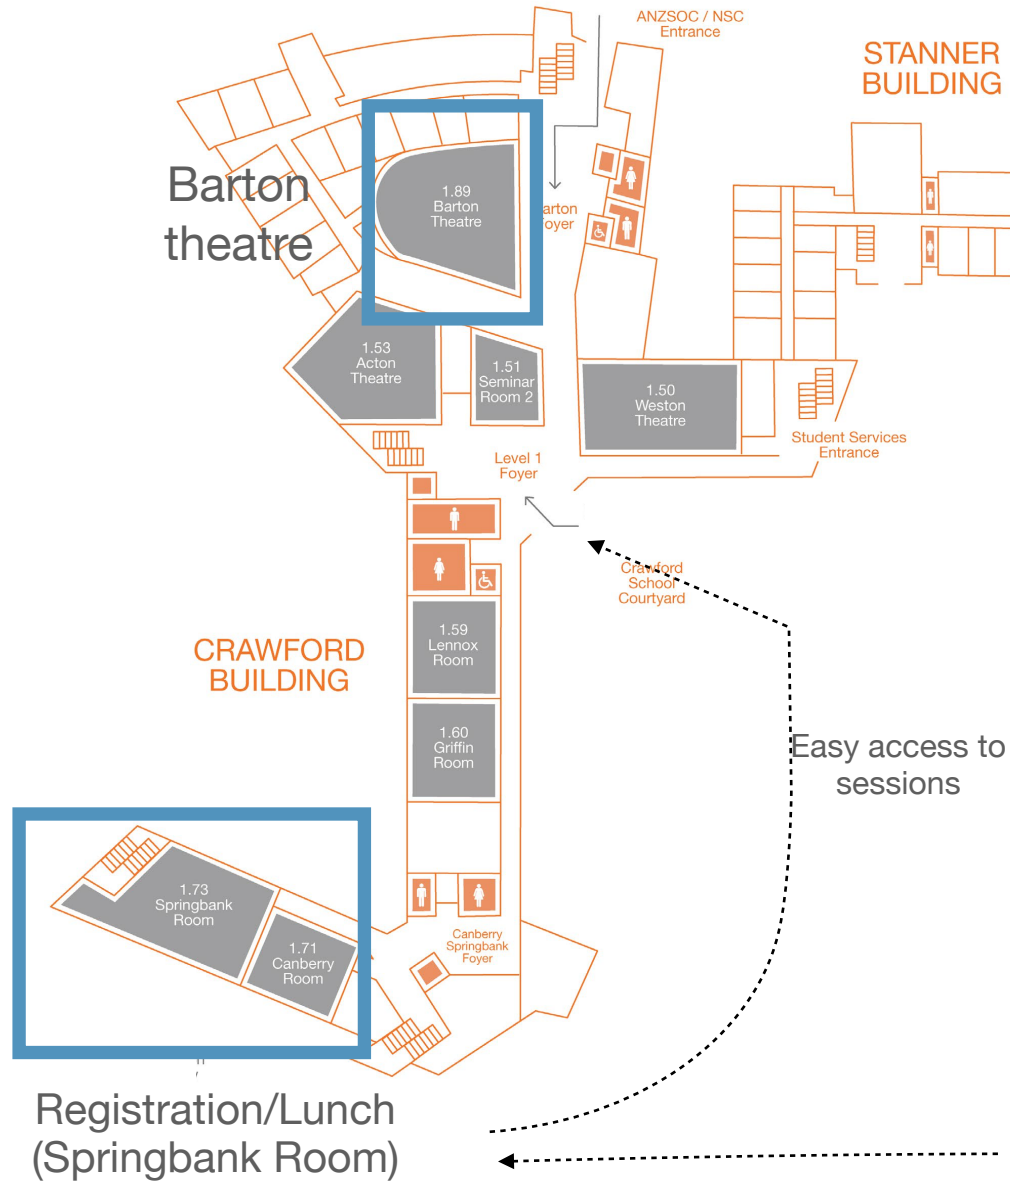 ANZSOC / NSC
Entrance
STANNER
BUILDING
Barton
theatre
1.89
Barton
Theatre
arton
oyer
1.53
Acton
Theatre
1.51
Seminar
Room 2
1.50
Weston
Theatre
Student Services
Entrance
Level 1
Foyer
Crawford
School
Courtyard
1.59
Lennox
Room
CRAWFORD
BUILDING
1.60
Griffin
Room
Easy access to
sessions
1.73
Springbank
Room
1.71
Canberry
Room
Canberry
Springbank
Foyer
Registration/Lunch
(Springbank Room)